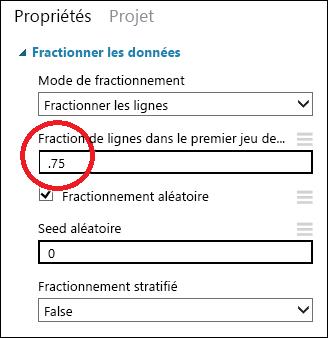 Propriétés Projet
Fractionner les données
Mode de fractionnement
Fractionner les lignes
Fraction de lignes dans le premier jeu de...
.75
Fractionnement aléatoire
Seed aléatoire
0
Fractionnement stratifié
False